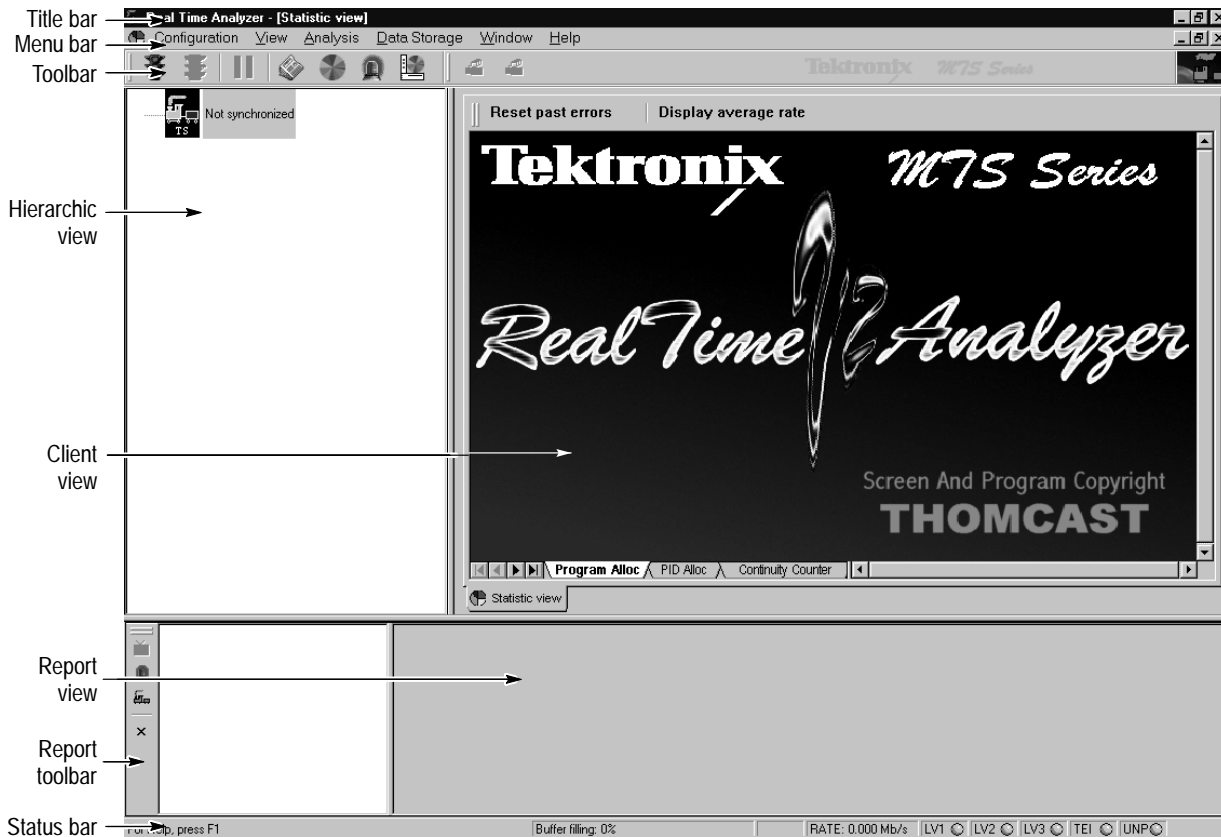 Title bar
Real Time Analyzer - [Statistic view]
Menu bar
Configuration View Analysis Data Storage Window Help
Toolbar
Tektronix MTS Series
TS
Not synchronized
Reset past errors Display average rate
Tektronix MTS Series
Hierarchic
view
Real Time Analyzer
Client
view
Screen And Program Copyright
THOMCAST
Program Alloc PID Alloc Continuity Counter
Statistic view
Report
view
Report
toolbar
Status bar
For Help, press F1 Buffer filling: 0% RATE: 0.000 Mb/s LV1 LV2 LV3 TEI UNP